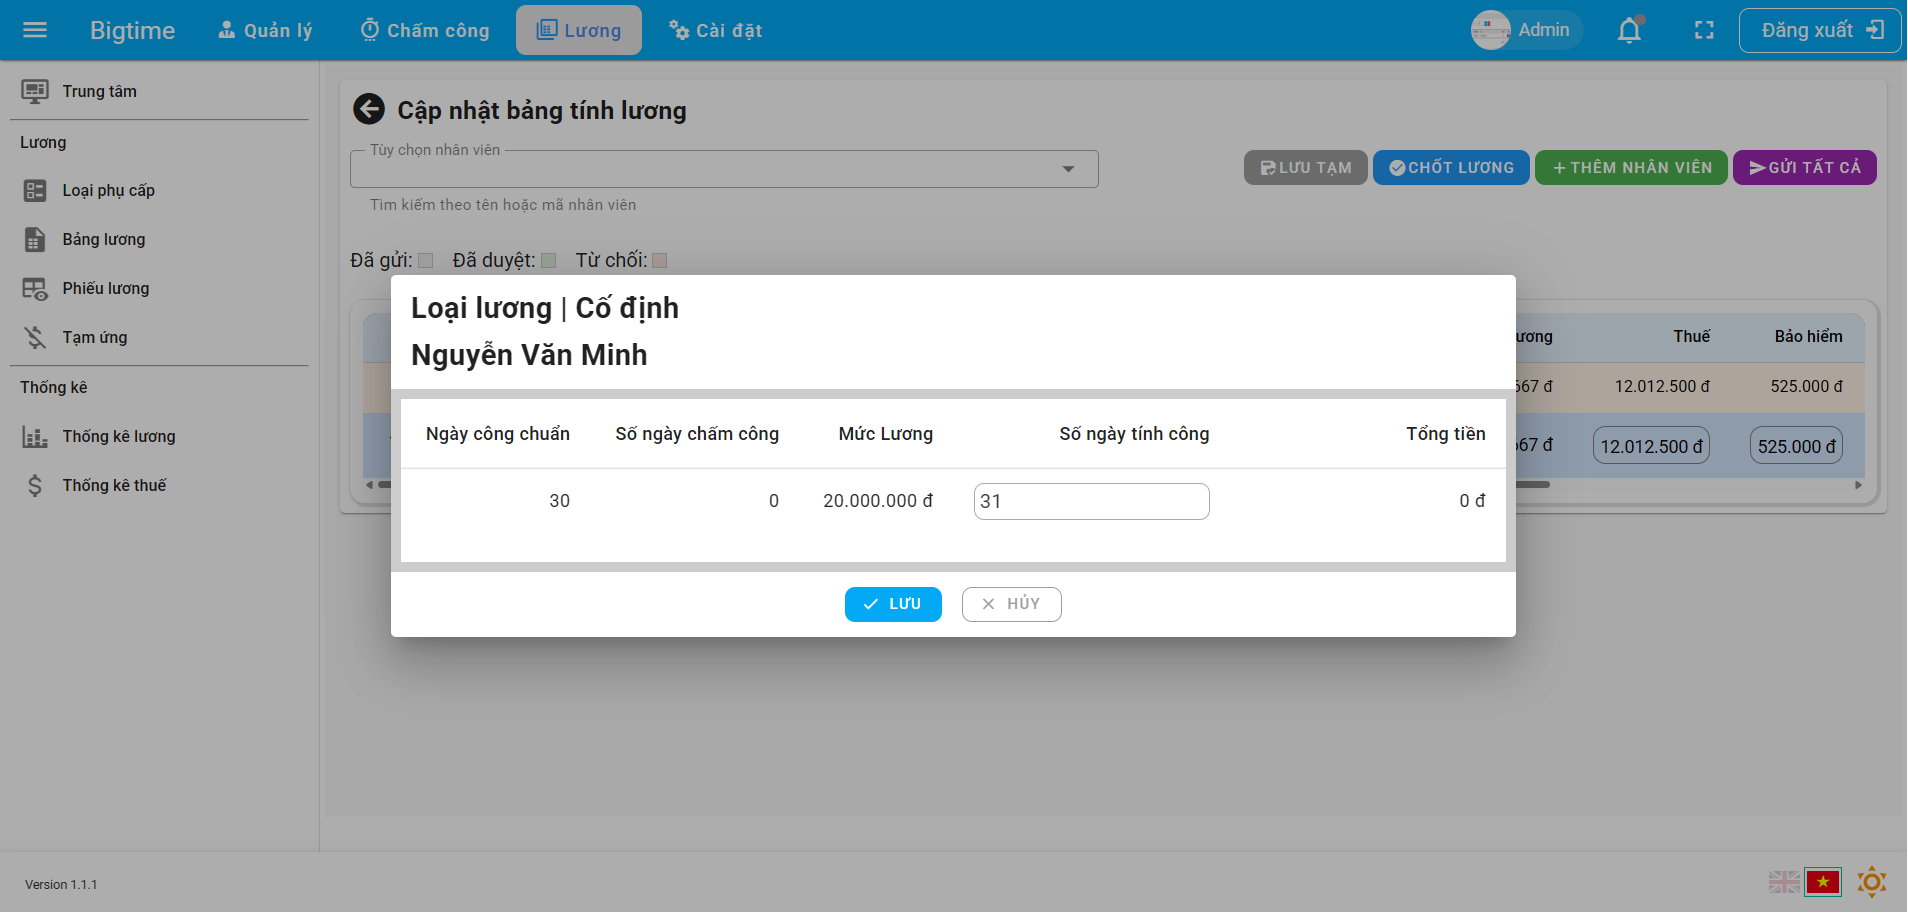 Bigtime Quản lý Chấm công Lương Cài đặt Admin Đăng xuất
Trung tâm
Lương
Loại phụ cấp
Bảng lương
Phiếu lương
Tạm ứng
Thống kê
Thống kê lương
Thống kê thuế
Cập nhật bảng tính lương
Tùy chọn nhân viên
Tìm kiếm theo tên hoặc mã nhân viên
LƯU TẠM CHỐT LƯƠNG THÊM NHÂN VIÊN GỬI TẤT CẢ
Đã gửi: Đã duyệt: Từ chối:
Thuế Bảo hiểm
667 đ 12.012.500 đ 525.000 đ
667 đ 12.012.500 đ 525.000 đ
Loại lương | Cố định
Nguyễn Văn Minh
Ngày công chuẩn Số ngày chấm công Mức Lương Số ngày tính công Tổng tiền
30 0 20.000.000 đ 31 0 đ
LƯU HỦY
Version 1.1.1